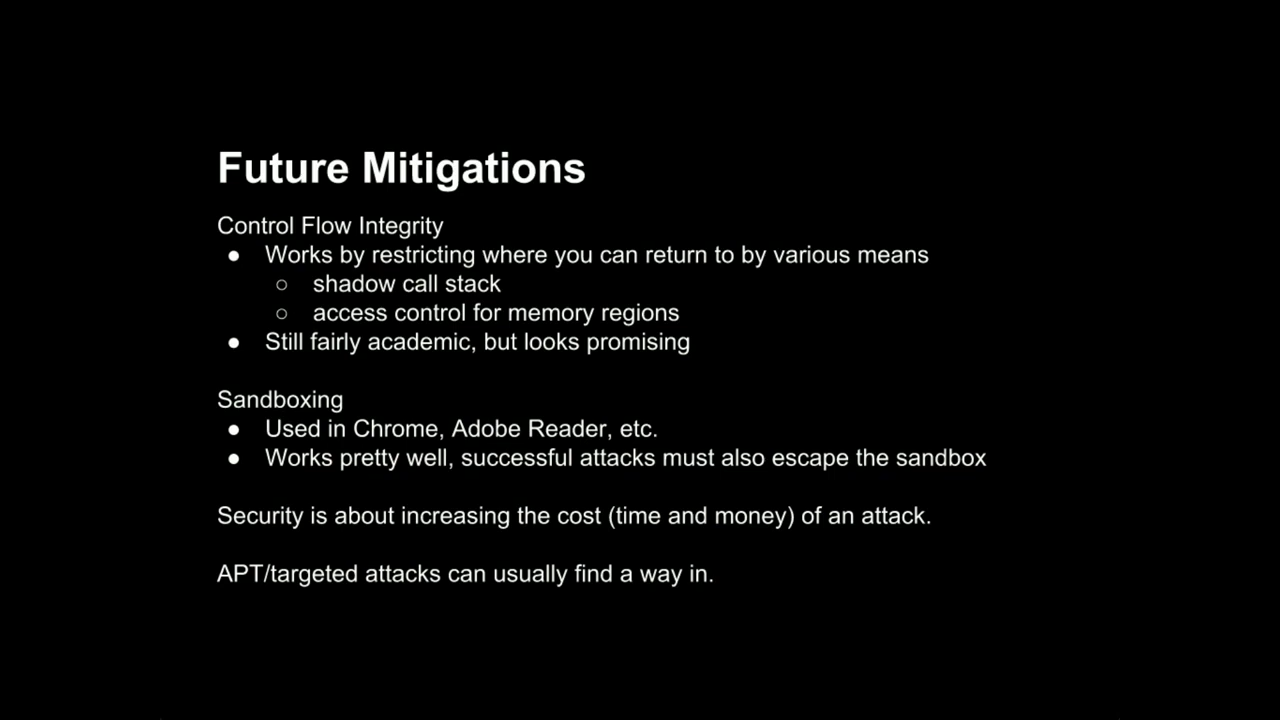 Future Mitigations
Control Flow Integrity
● Works by restricting where you can return to by various means
○ shadow call stack
○ access control for memory regions
● Still fairly academic, but looks promising
Sandboxing
● Used in Chrome, Adobe Reader, etc.
● Works pretty well, successful attacks must also escape the sandbox
Security is about increasing the cost (time and money) of an attack.
APT/targeted attacks can usually find a way in.